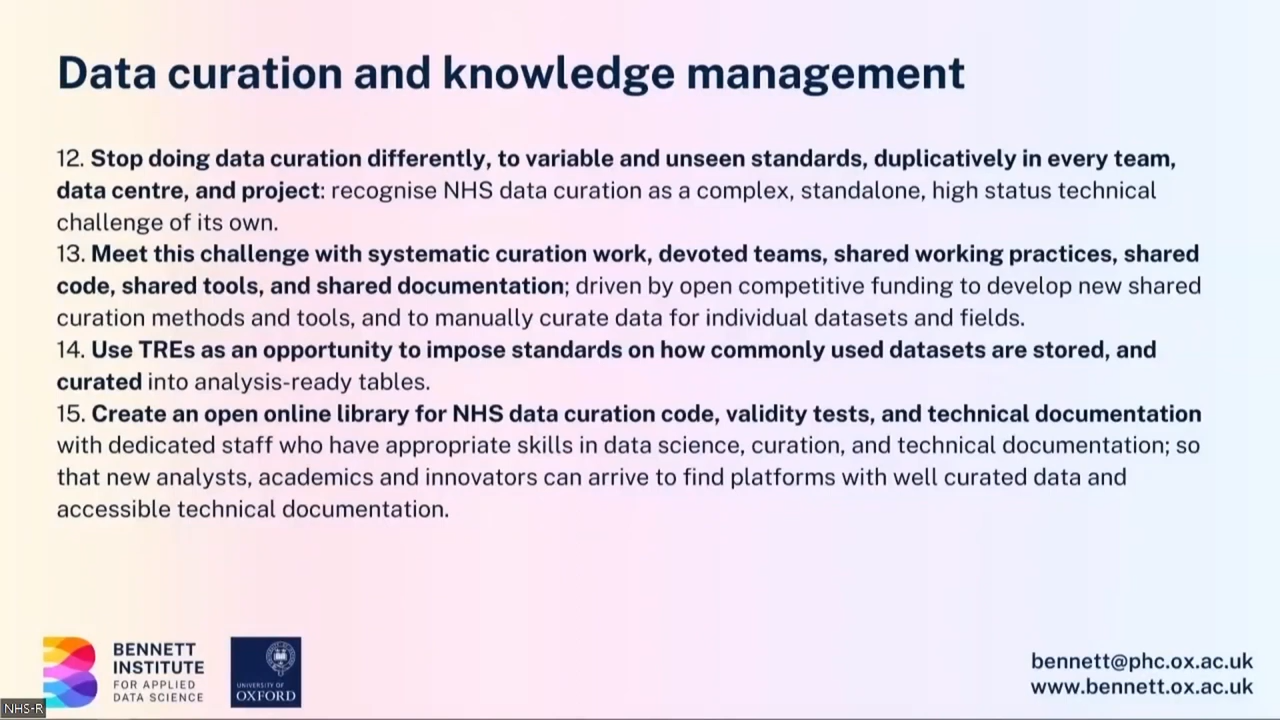 Data curation and knowledge management
12. Stop doing data curation differently, to variable and unseen standards, duplicatively in every team,
data centre, and project: recognise NHS data curation as a complex, standalone, high status technical
challenge of its own.
13. Meet this challenge with systematic curation work, devoted teams, shared working practices, shared
code, shared tools, and shared documentation; driven by open competitive funding to develop new shared
curation methods and tools, and to manually curate data for individual datasets and fields.
14. Use TREs as an opportunity to impose standards on how commonly used datasets are stored, and
curated into analysis-ready tables.
15. Create an open online library for NHS data curation code, validity tests, and technical documentation
with dedicated staff who have appropriate skills in data science, curation, and technical documentation; so
that new analysts, academics and innovators can arrive to find platforms with well curated data and
accessible technical documentation.
BENNETT
INSTITUTE
FOR APPLIED
DATA SCIENCE
UNIVERSITY OF
OXFORD
bennett@phc.ox.ac.uk
www.bennett.ox.ac.uk
NHS-R